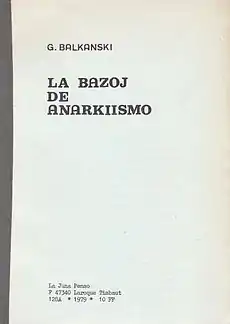 G. BALKANSKI
LA BAZOJ
DE
ANARKIISMO
La Juna Penso
F 47340 Laroque Timbaut
128A * 1979 * 10 FF